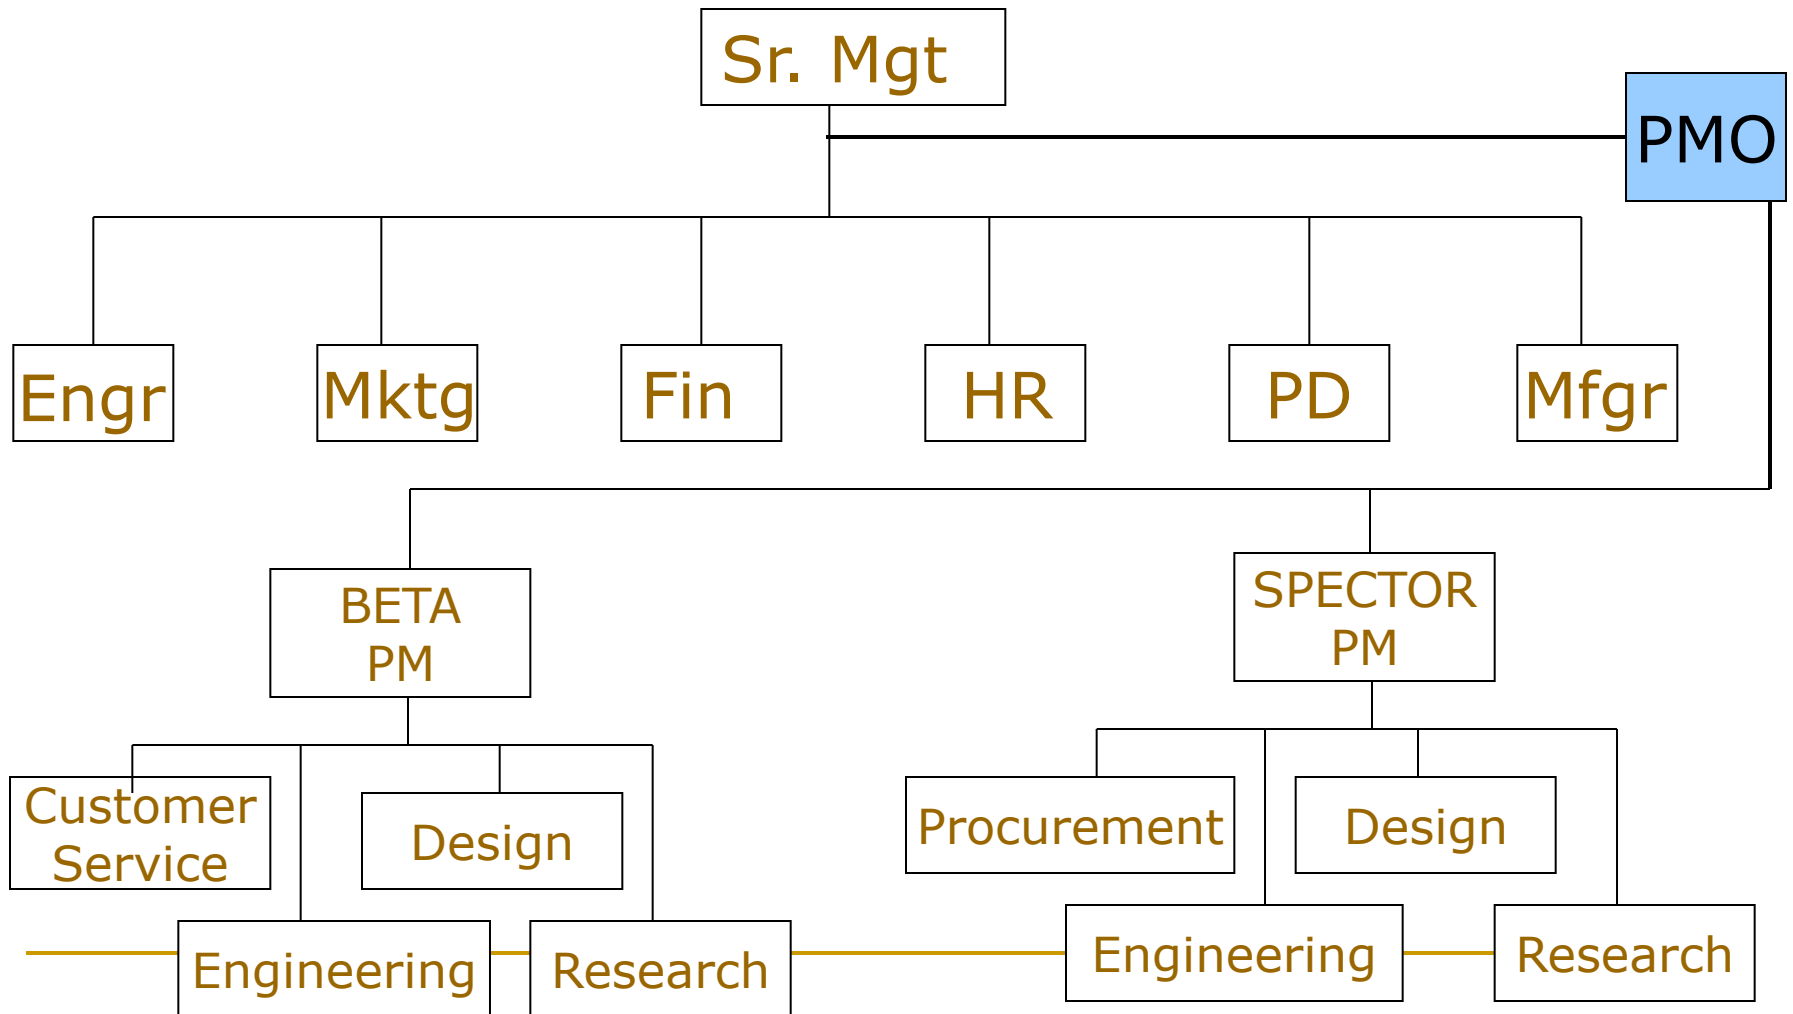 Sr. Mgt
PMO
Engr
Mktg
Fin
HR
PD
Mfgr
BETA
PM
SPECTOR
PM
Customer
Service
Design
Engineering
Research
Procurement
Design
Engineering
Research